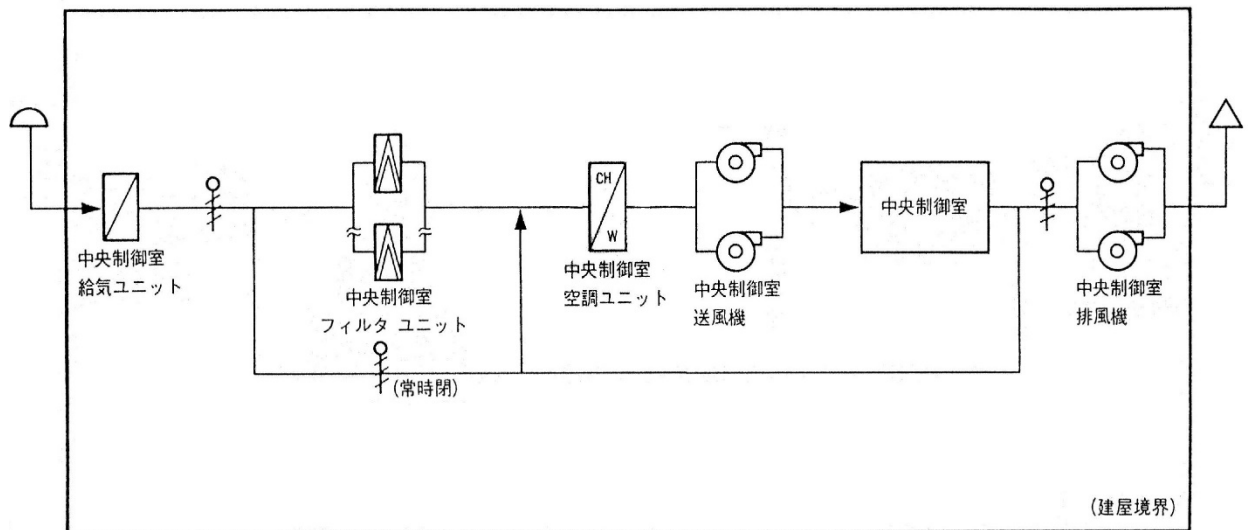 中央制御室
給気ユニット
中央制御室
フィルタ ユニット
(常時閉)
CH
W
中央制御室
空調ユニット
中央制御室
送風機
中央制御室
中央制御室
排風機
(建屋境界)